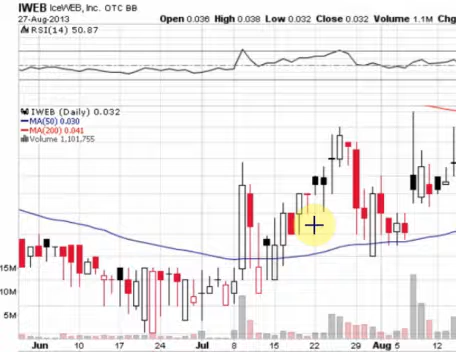 IWEB IceWEB, Inc. OTC BB
27-Aug-2013 Open 0.036 High 0.038 Low 0.032 Close 0.032 Volume 1.1M Chg
RSI(14) 50.87
IWEB (Daily) 0.032
MA(50) 0.030
MA(200) 0.041
Volume 1,101,755
15M
10M
5M
Jun 10 17 24 Jul 8 15 22 29 Aug 5 12